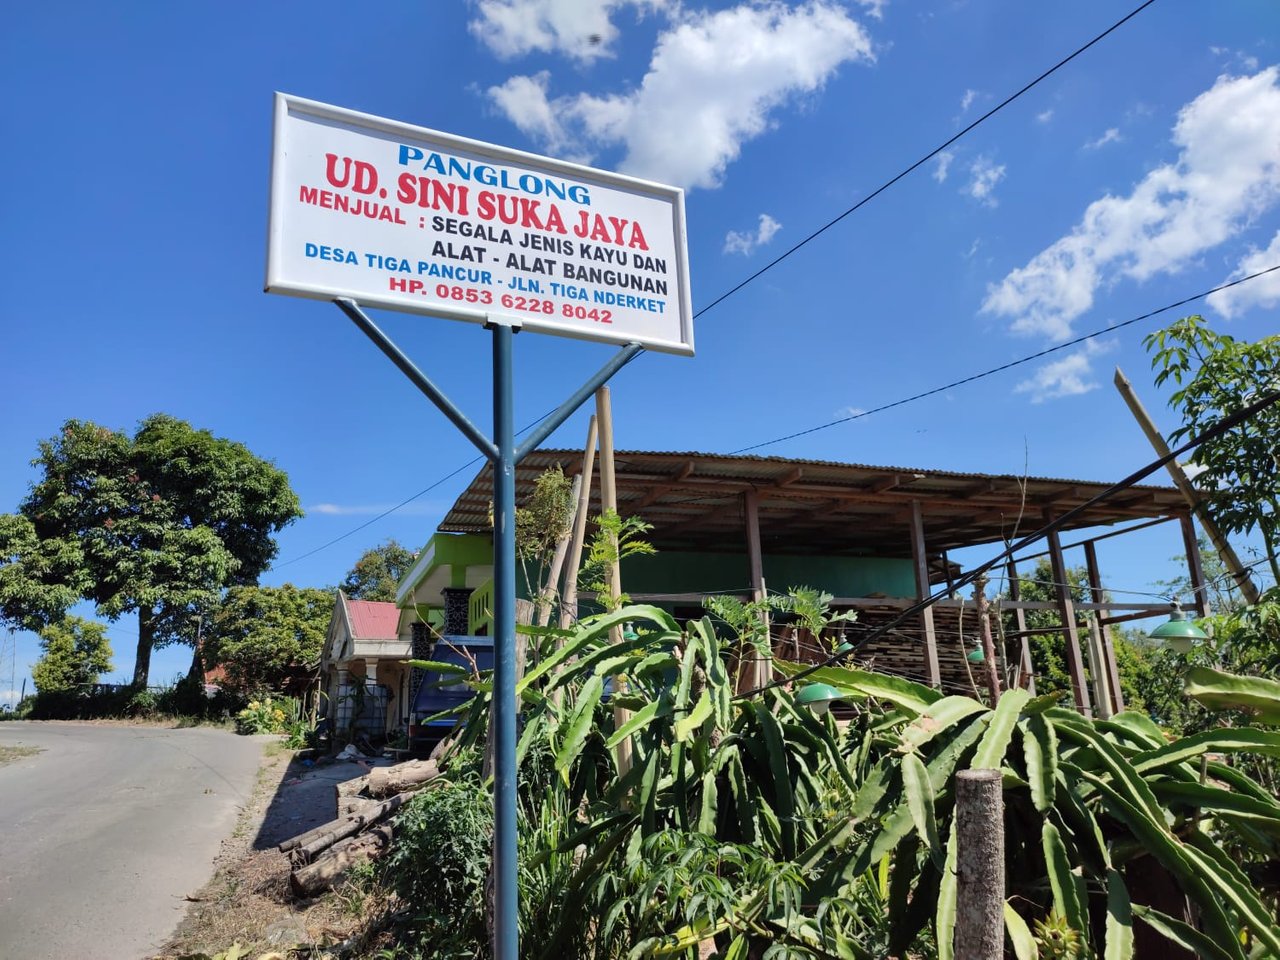 PANGLONG
UD. SINI SUKA JAYA
MENJUAL : SEGALA JENIS KAYU DAN
ALAT - ALAT BANGUNAN
DESA TIGA PANCUR - JLN. TIGA NDERKET
HP. 0853 6228 8042